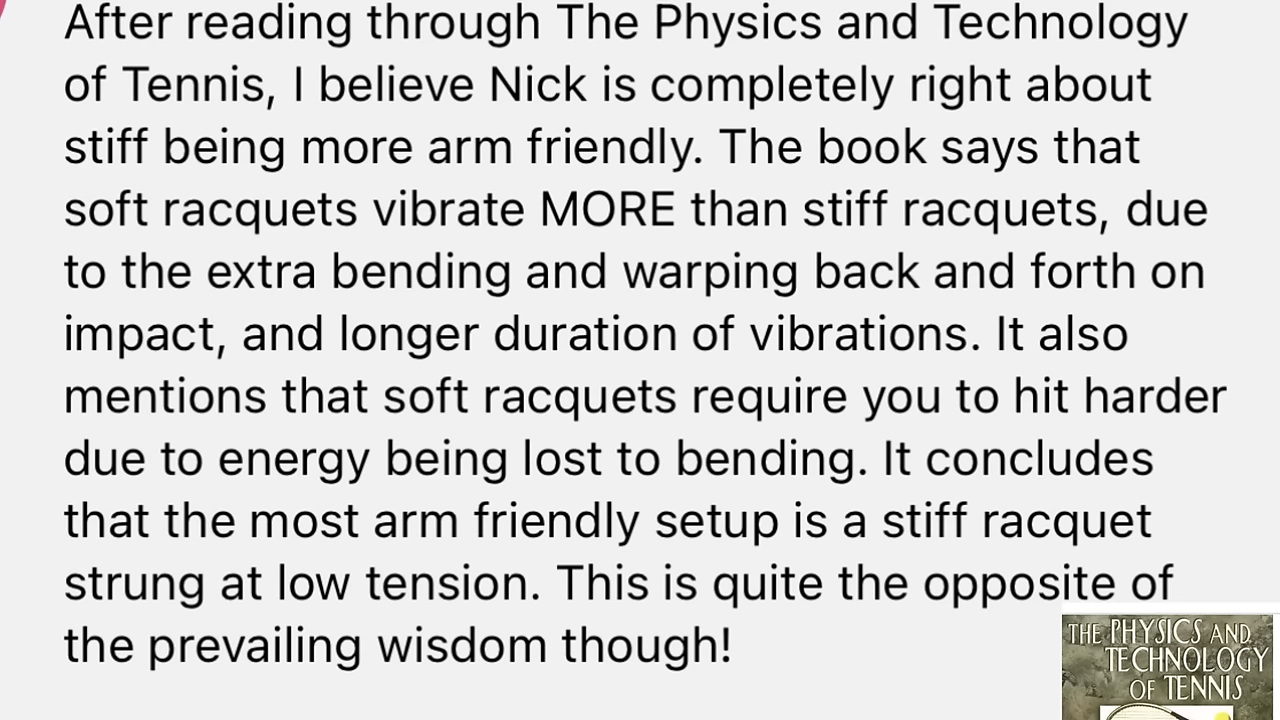 After reading through The Physics and Technology
of Tennis, I believe Nick is completely right about
stiff being more arm friendly. The book says that
soft racquets vibrate MORE than stiff racquets, due
to the extra bending and warping back and forth on
impact, and longer duration of vibrations. It also
mentions that soft racquets require you to hit harder
due to energy being lost to bending. It concludes
that the most arm friendly setup is a stiff racquet
strung at low tension. This is quite the opposite of
the prevailing wisdom though!
THE PHYSICS AND
TECHNOLOGY
OF TENNIS